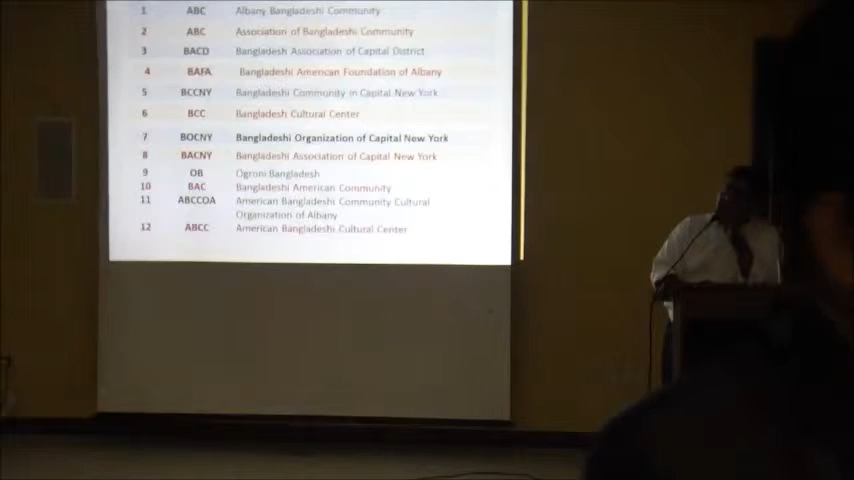 1 ABC Albany Bangladeshi Community
2 ABC Association of Bangladeshi Community
3 BACD Bangladesh Association of Capital District
4 BAFA Bangladeshi American Foundation of Albany
5 BCCNY Bangladeshi Community in Capital New York
6 BCC Bangladesh Cultural Center
7 BOCNY Bangladeshi Organization of Capital New York
8 BACNY Bangladeshi Association of Capital New York
9 OB Ogroni Bangladesh
10 BAC Bangladeshi American Community
11 ABCCOA American Bangladeshi Community Cultural
Organization of Albany
12 ABCC American Bangladeshi Cultural Center